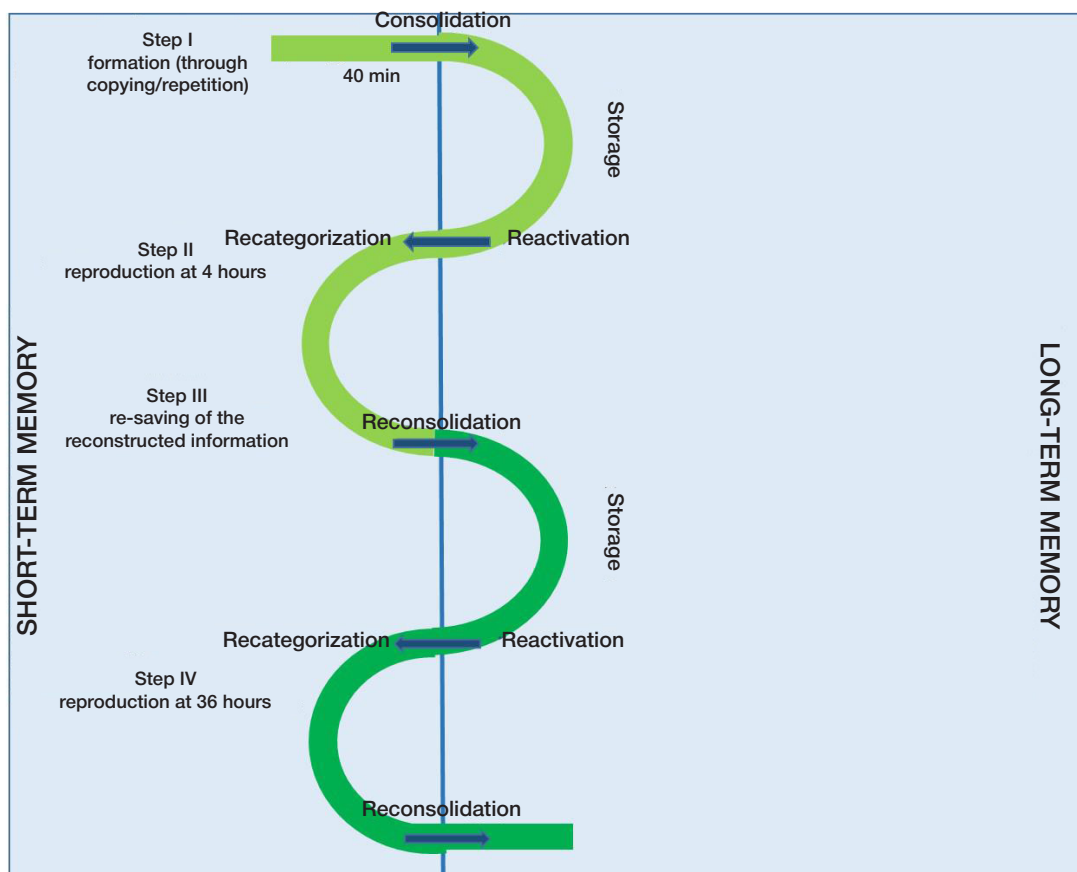 Consolidation
Step I
formation (through
copying/repetition)
40 min
Storage
Recategorization
Reactivation
Step II
reproduction at 4 hours
SHORT-TERM MEMORY
LONG-TERM MEMORY
Step III
re-saving of the
reconstructed information
Reconsolidation
Storage
Recategorization
Reactivation
Step IV
reproduction at 36 hours
Reconsolidation